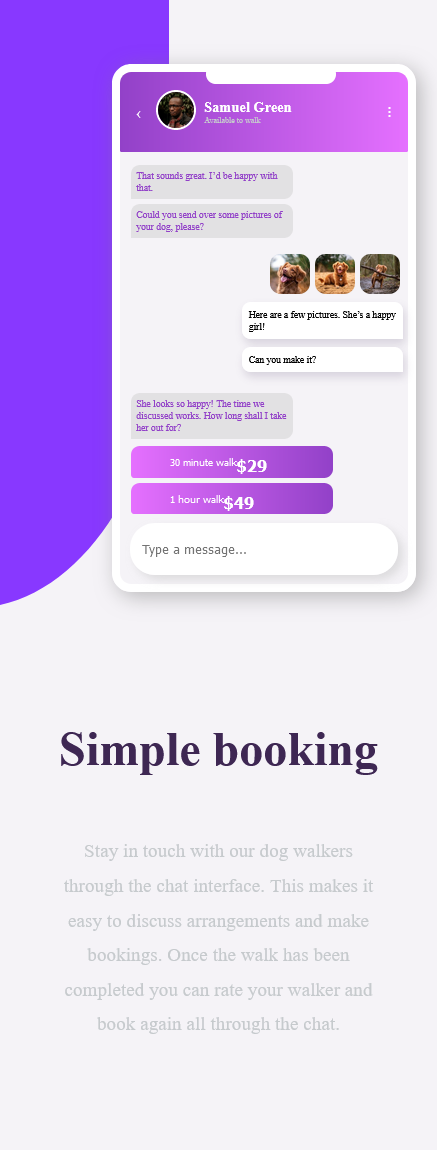 Samuel Green
Available to walk
That sounds great. I’d be happy with
that.
Could you send over some pictures of
your dog, please?
Here are a few pictures. She’s a happy
girl!
Can you make it?
She looks so happy! The time we
discussed works. How long shall I take
her out for?
30 minute walk $29
1 hour walk $49
Type a message...
Simple booking
Stay in touch with our dog walkers
through the chat interface. This makes it
easy to discuss arrangements and make
bookings. Once the walk has been
completed you can rate your walker and
book again all through the chat.